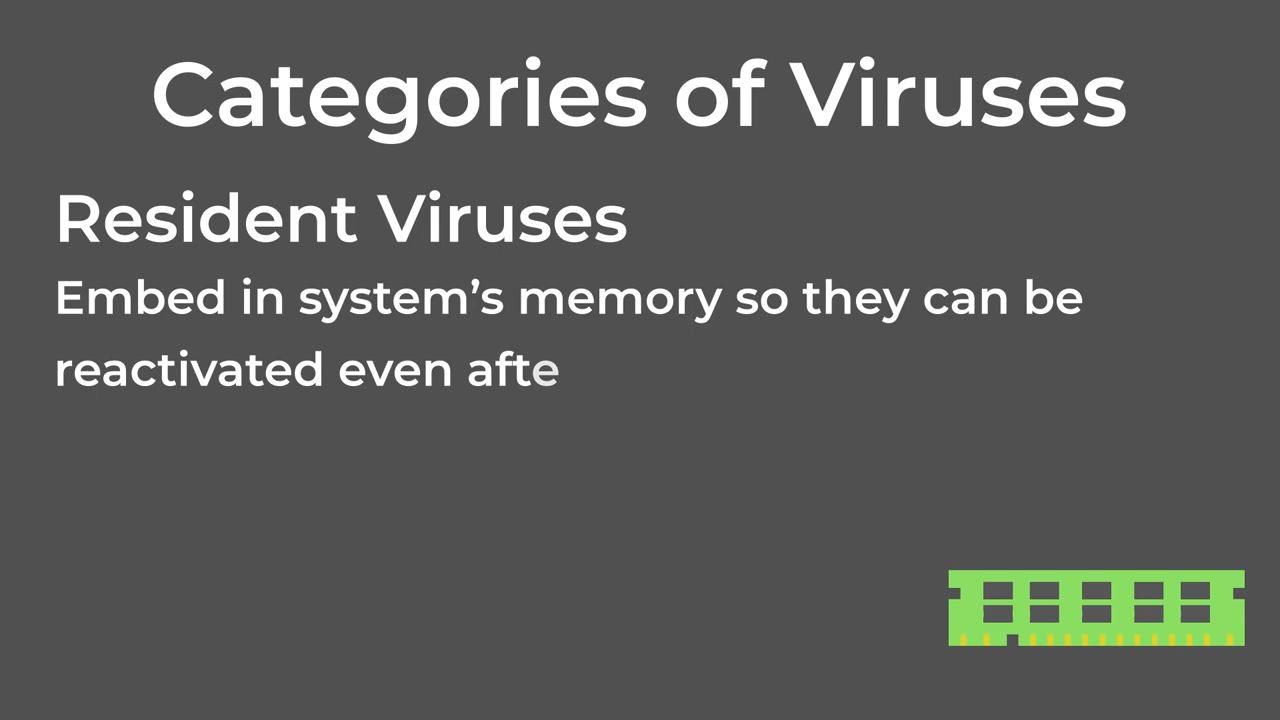 Categories of Viruses
Resident Viruses
Embed in system’s memory so they can be
reactivated even afte